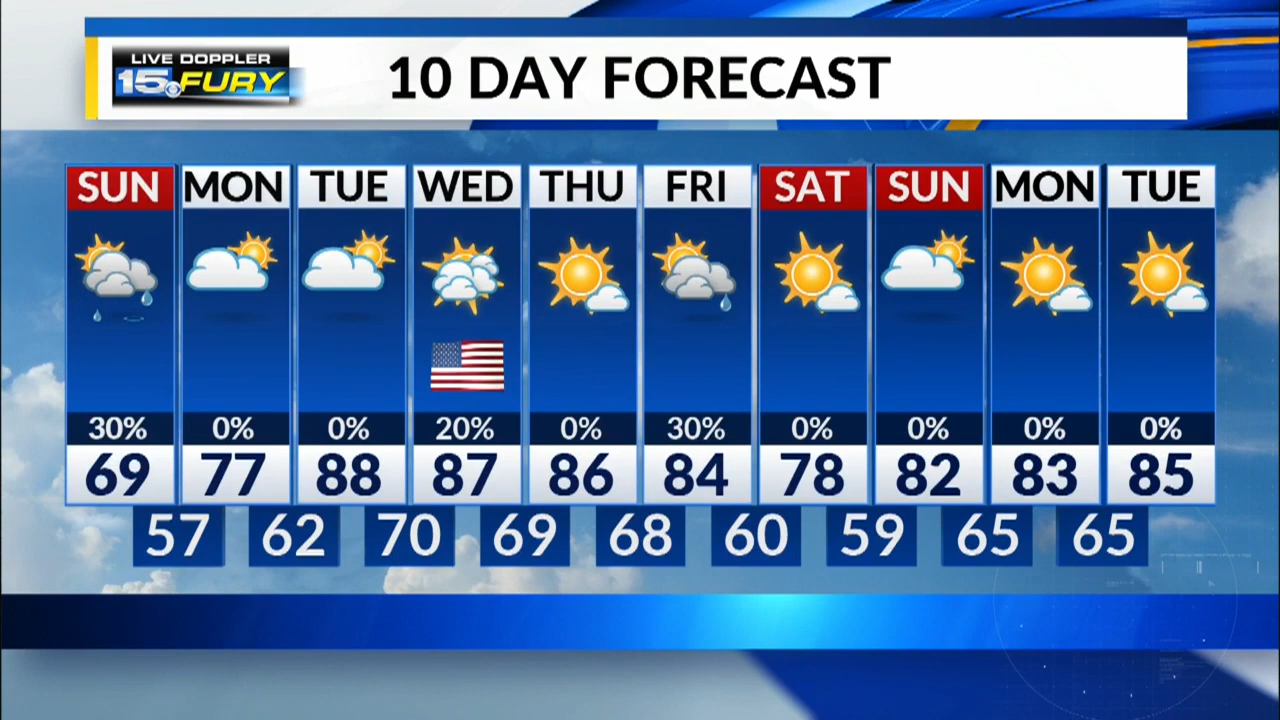 LIVE DOPPLER
15 FURY
10 DAY FORECAST
SUN MON TUE WED THU FRI SAT SUN MON TUE
30% 0% 0% 20% 0% 30% 0% 0% 0% 0%
69 77 88 87 86 84 78 82 83 85
57 62 70 69 68 60 59 65 65